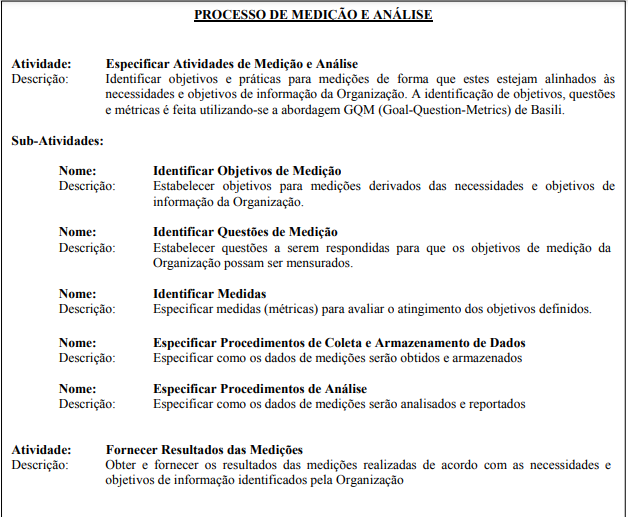 PROCESSO DE MEDIÇÃO E ANÁLISE
Atividade: Especificar Atividades de Medição e Análise
Descrição: Identificar objetivos e práticas para medições de forma que estes estejam alinhados às
necessidades e objetivos de informação da Organização. A identificação de objetivos, questões
e métricas é feita utilizando-se a abordagem GQM (Goal-Question-Metrics) de Basili.
Sub-Atividades:
Nome: Identificar Objetivos de Medição
Descrição: Estabelecer objetivos para medições derivados das necessidades e objetivos de
informação da Organização.
Nome: Identificar Questões de Medição
Descrição: Estabelecer questões a serem respondidas para que os objetivos de medição da
Organização possam ser mensurados.
Nome: Identificar Medidas
Descrição: Especificar medidas (métricas) para avaliar o atingimento dos objetivos definidos.
Nome: Especificar Procedimentos de Coleta e Armazenamento de Dados
Descrição: Especificar como os dados de medições serão obtidos e armazenados
Nome: Especificar Procedimentos de Análise
Descrição: Especificar como os dados de medições serão analisados e reportados
Atividade: Fornecer Resultados das Medições
Descrição: Obter e fornecer os resultados das medições realizadas de acordo com as necessidades e
objetivos de informação identificados pela Organização